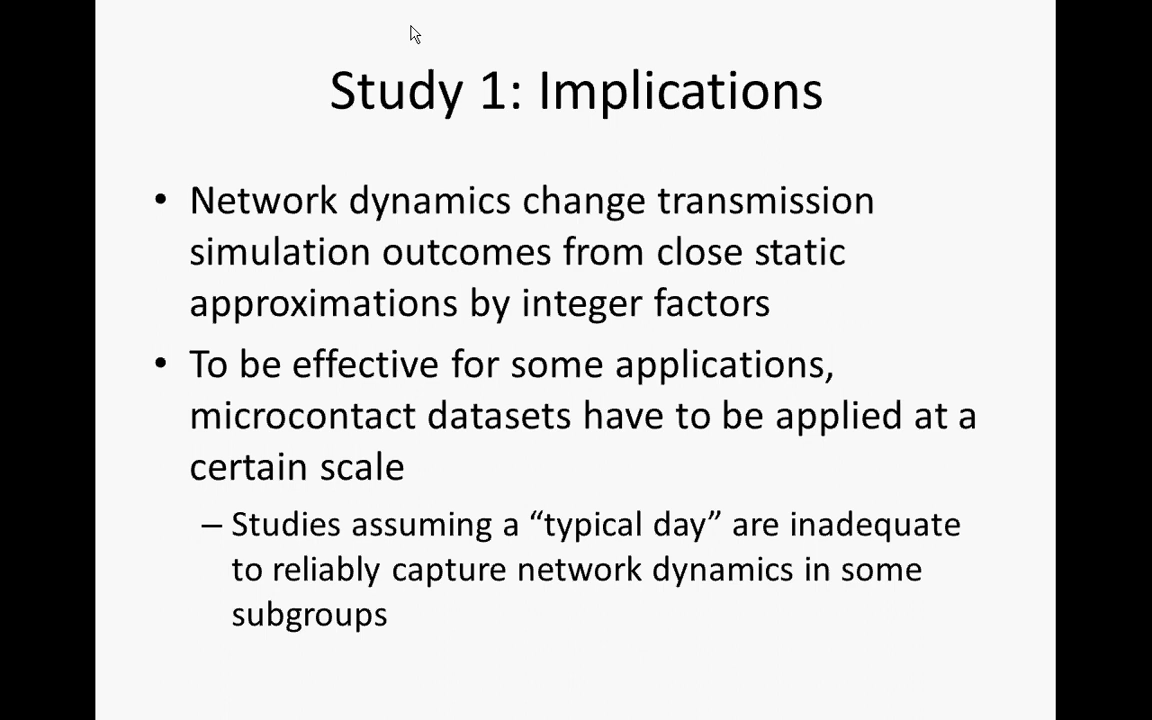 Study 1: Implications
• Network dynamics change transmission
simulation outcomes from close static
approximations by integer factors
• To be effective for some applications,
microcontact datasets have to be applied at a
certain scale
– Studies assuming a “typical day” are inadequate
to reliably capture network dynamics in some
subgroups